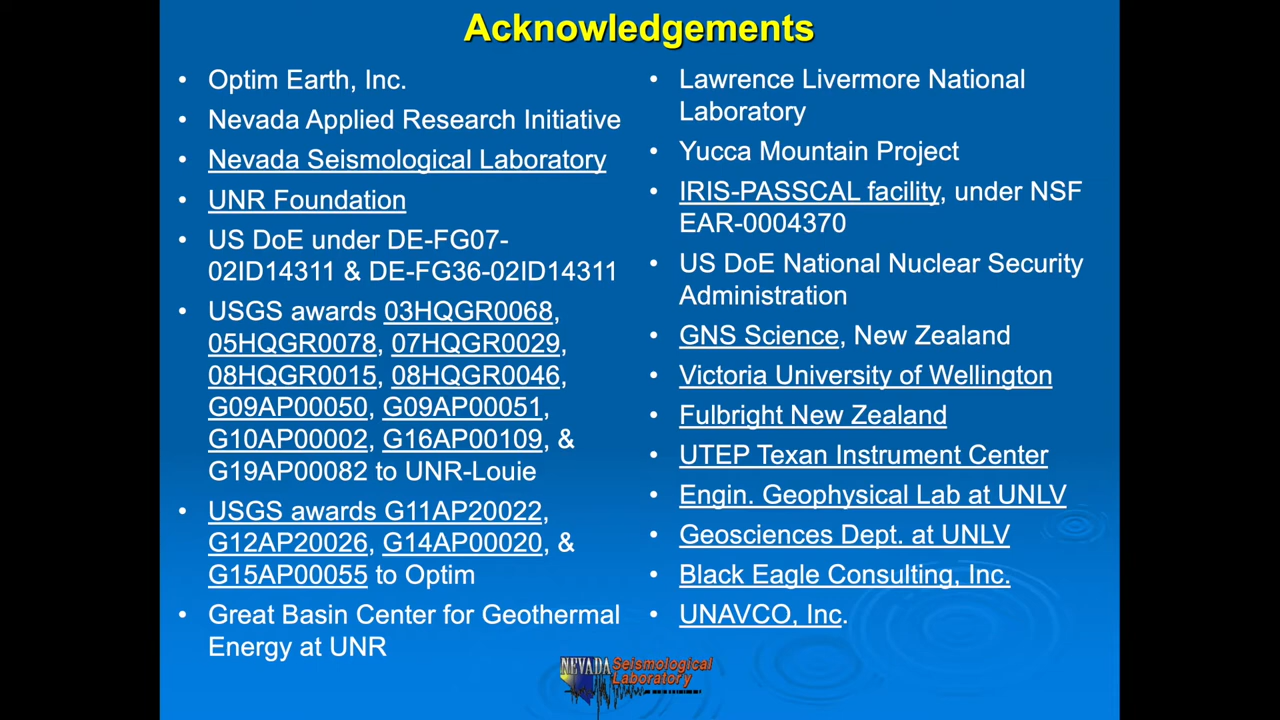 Acknowledgements
• Optim Earth, Inc.
• Nevada Applied Research Initiative
• Nevada Seismological Laboratory
• UNR Foundation
• US DoE under DE-FG07-
02ID14311 & DE-FG36-02ID14311
• USGS awards 03HQGR0068,
05HQGR0078, 07HQGR0029,
08HQGR0015, 08HQGR0046,
G09AP00050, G09AP00051,
G10AP00002, G16AP00109, &
G19AP00082 to UNR-Louie
• USGS awards G11AP20022,
G12AP20026, G14AP00020, &
G15AP00055 to Optim
• Great Basin Center for Geothermal
Energy at UNR
• Lawrence Livermore National
Laboratory
• Yucca Mountain Project
• IRIS-PASSCAL facility, under NSF
EAR-0004370
• US DoE National Nuclear Security
Administration
• GNS Science, New Zealand
• Victoria University of Wellington
• Fulbright New Zealand
• UTEP Texan Instrument Center
• Engin. Geophysical Lab at UNLV
• Geosciences Dept. at UNLV
• Black Eagle Consulting, Inc.
• UNAVCO, Inc.
NEVADA Seismological
Laboratory